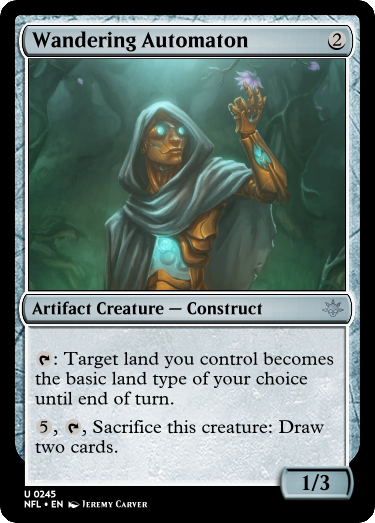 Wandering Automaton 2
Artifact Creature — Construct
: Target land you control becomes
the basic land type of your choice
until end of turn.
5, , Sacrifice this creature: Draw
two cards.
1/3
U 0245
NFL • EN Jeremy Carver